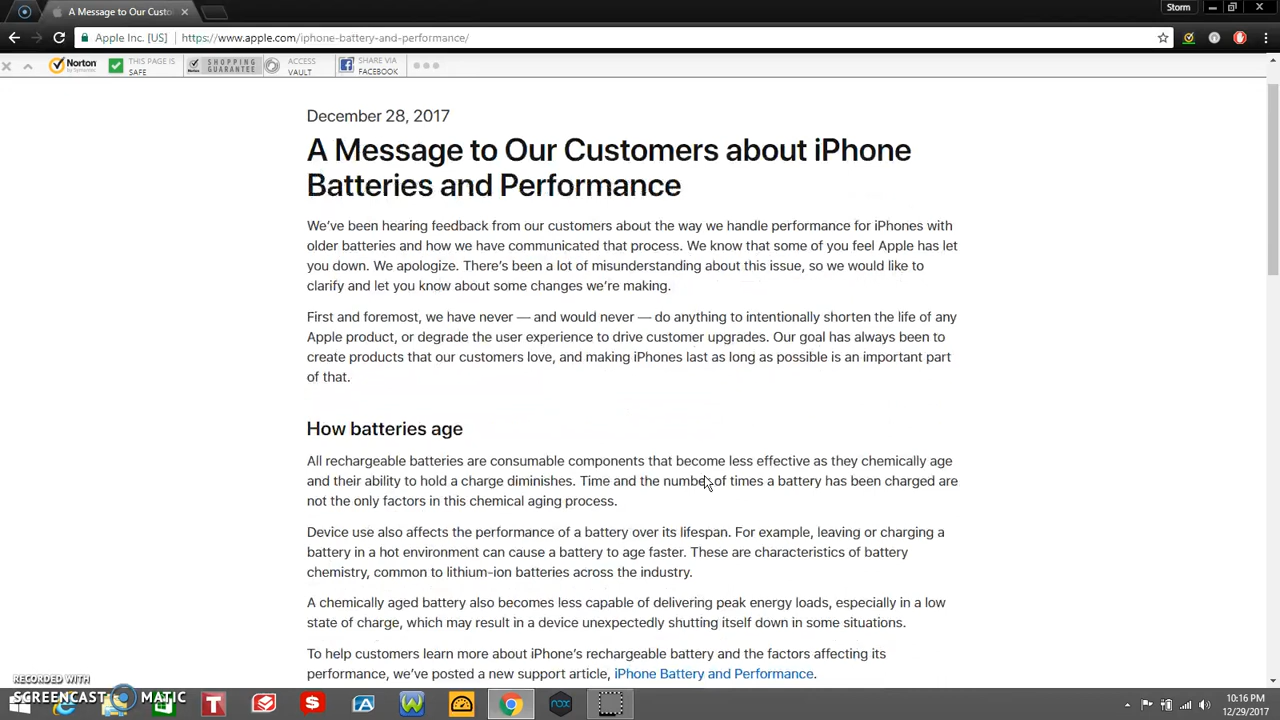 A Message to Our Custo
Storm
Apple Inc. [US] https://www.apple.com/iphone-battery-and-performance/
Norton
by Symantec
THIS PAGE IS
SAFE
Norton
SHOPPING
GUARANTEE
ACCESS
VAULT
SHARE VIA
FACEBOOK
December 28, 2017
A Message to Our Customers about iPhone
Batteries and Performance
We've been hearing feedback from our customers about the way we handle performance for iPhones with
older batteries and how we have communicated that process. We know that some of you feel Apple has let
you down. We apologize. There's been a lot of misunderstanding about this issue, so we would like to
clarify and let you know about some changes we're making.
First and foremost, we have never — and would never — do anything to intentionally shorten the life of any
Apple product, or degrade the user experience to drive customer upgrades. Our goal has always been to
create products that our customers love, and making iPhones last as long as possible is an important part
of that.
How batteries age
All rechargeable batteries are consumable components that become less effective as they chemically age
and their ability to hold a charge diminishes. Time and the number of times a battery has been charged are
not the only factors in this chemical aging process.
Device use also affects the performance of a battery over its lifespan. For example, leaving or charging a
battery in a hot environment can cause a battery to age faster. These are characteristics of battery
chemistry, common to lithium-ion batteries across the industry.
A chemically aged battery also becomes less capable of delivering peak energy loads, especially in a low
state of charge, which may result in a device unexpectedly shutting itself down in some situations.
To help customers learn more about iPhone's rechargeable battery and the factors affecting its
performance, we've posted a new support article, iPhone Battery and Performance.
RECORDED WITH
SCREENCAST MATIC
T
S
A
W
nox
10:16 PM
12/29/2017